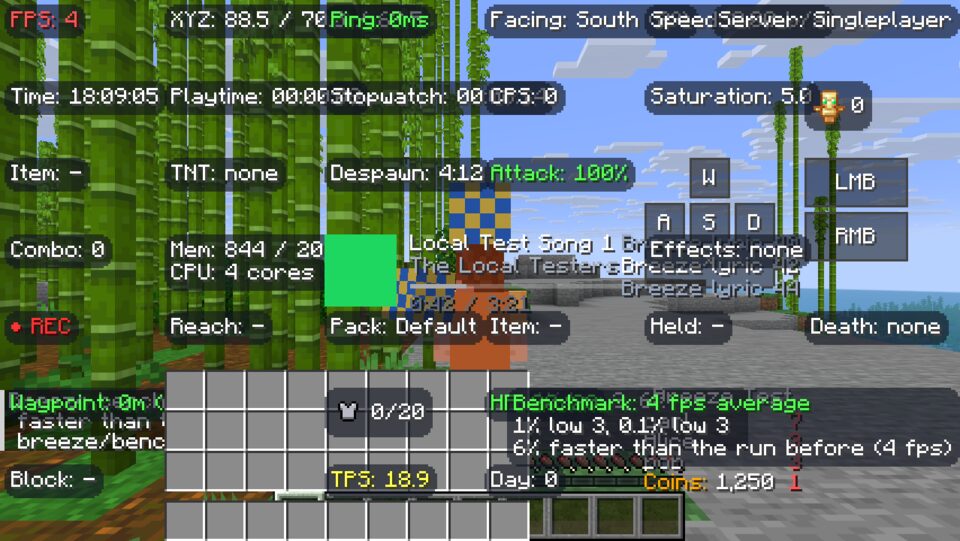 FPS: 4
XYZ: 88.5 / 70
Ping: 0ms
Facing: South
Speed
Server: Singleplayer
Time: 18:09:05
Playtime: 00:00
Stopwatch: 00:
CPS: 0
Saturation: 5.0
0
Item: -
TNT: none
Despawn: 4:12
Attack: 100%
W
LMB
A S D
RMB
Combo: 0
Mem: 844 / 20
CPU: 4 cores
Local Test Song 1
The Local Testers
0:42 / 3:21
Effects: none
Breeze lyric 42
Breeze lyric 44
REC
Reach: -
Pack: Default
Item: -
Held: -
Death: none
Waypoint: 0m
faster than
breeze/benc
0/20
Benchmark: 4 fps average
1% low 3, 0.1% low 3
6% faster than the run before (4 fps)
Block: -
TPS: 18.9
Day: 0
Coins: 1,250
1